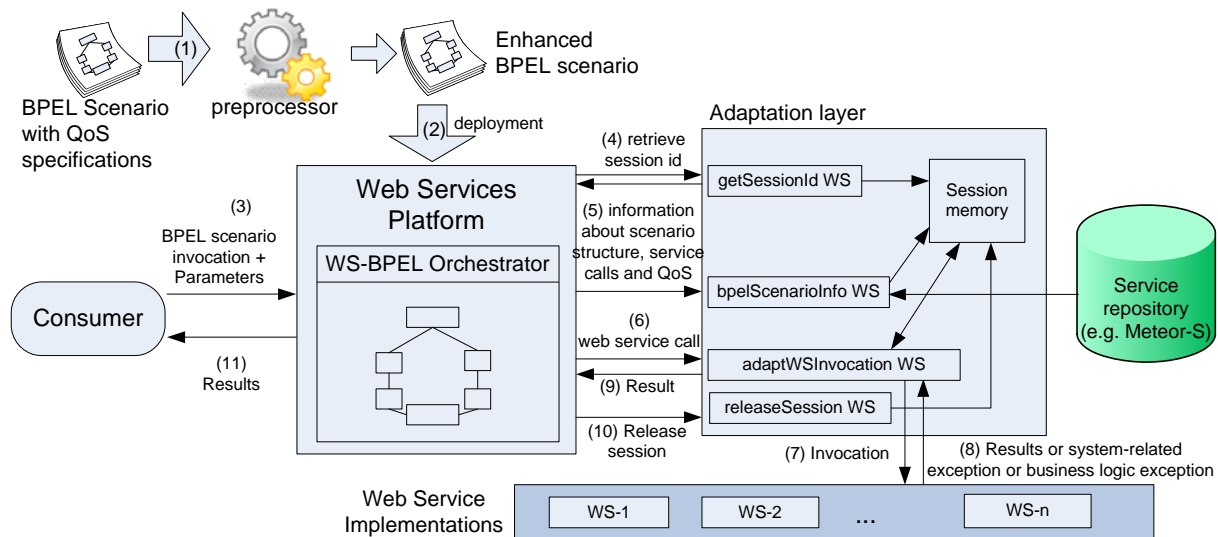 (1)
BPEL Scenario
with QoS
specifications
preprocessor
Enhanced
BPEL scenario
(2)
deployment
Adaptation layer
(3)
BPEL scenario
invocation +
Parameters
Consumer
(11)
Results
Web Services
Platform
WS-BPEL Orchestrator
(4) retrieve
session id
(5) information
about scenario
structure, service
calls and QoS
(6)
web service call
(9) Result
(10) Release
session
getSessionId WS
Session
memory
bpelScenarioInfo WS
adaptWSInvocation WS
releaseSession WS
Service
repository
(e.g. Meteor-S)
(7) Invocation
(8) Results or system-related
exception or business logic exception
Web Service
Implementations
WS-1
WS-2
...
WS-n